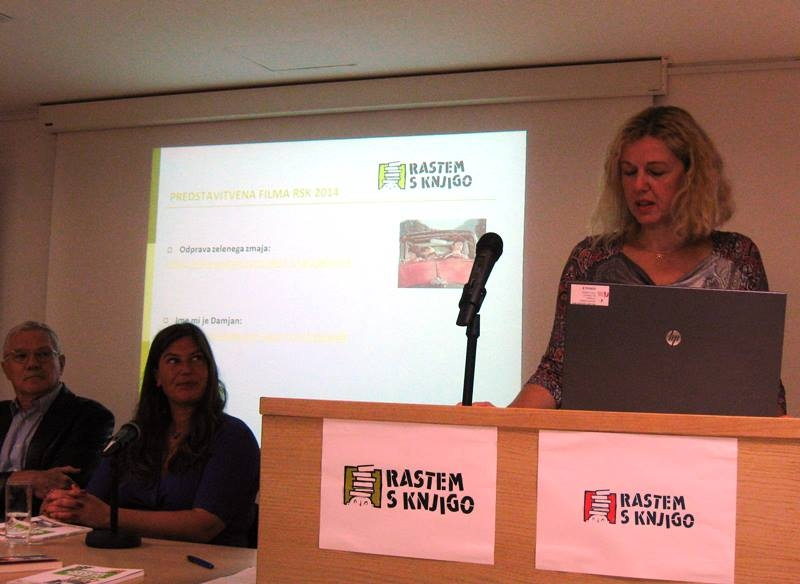 RASTEM
S KNJIGO
PREDSTAVITVENA FILMA RSK 2014
Odprava zelenega zmaja:
Ime mi je Damjan:
hp
RASTEM
S KNJIGO
RASTEM
S KNJIGO